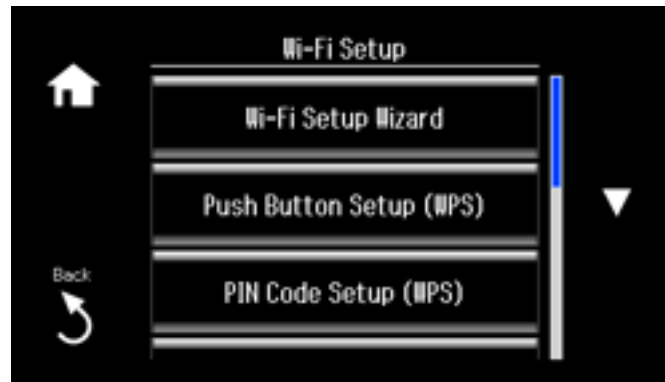 Wi-Fi Setup
Wi-Fi Setup Wizard
Push Button Setup (WPS)
Back
PIN Code Setup (WPS)